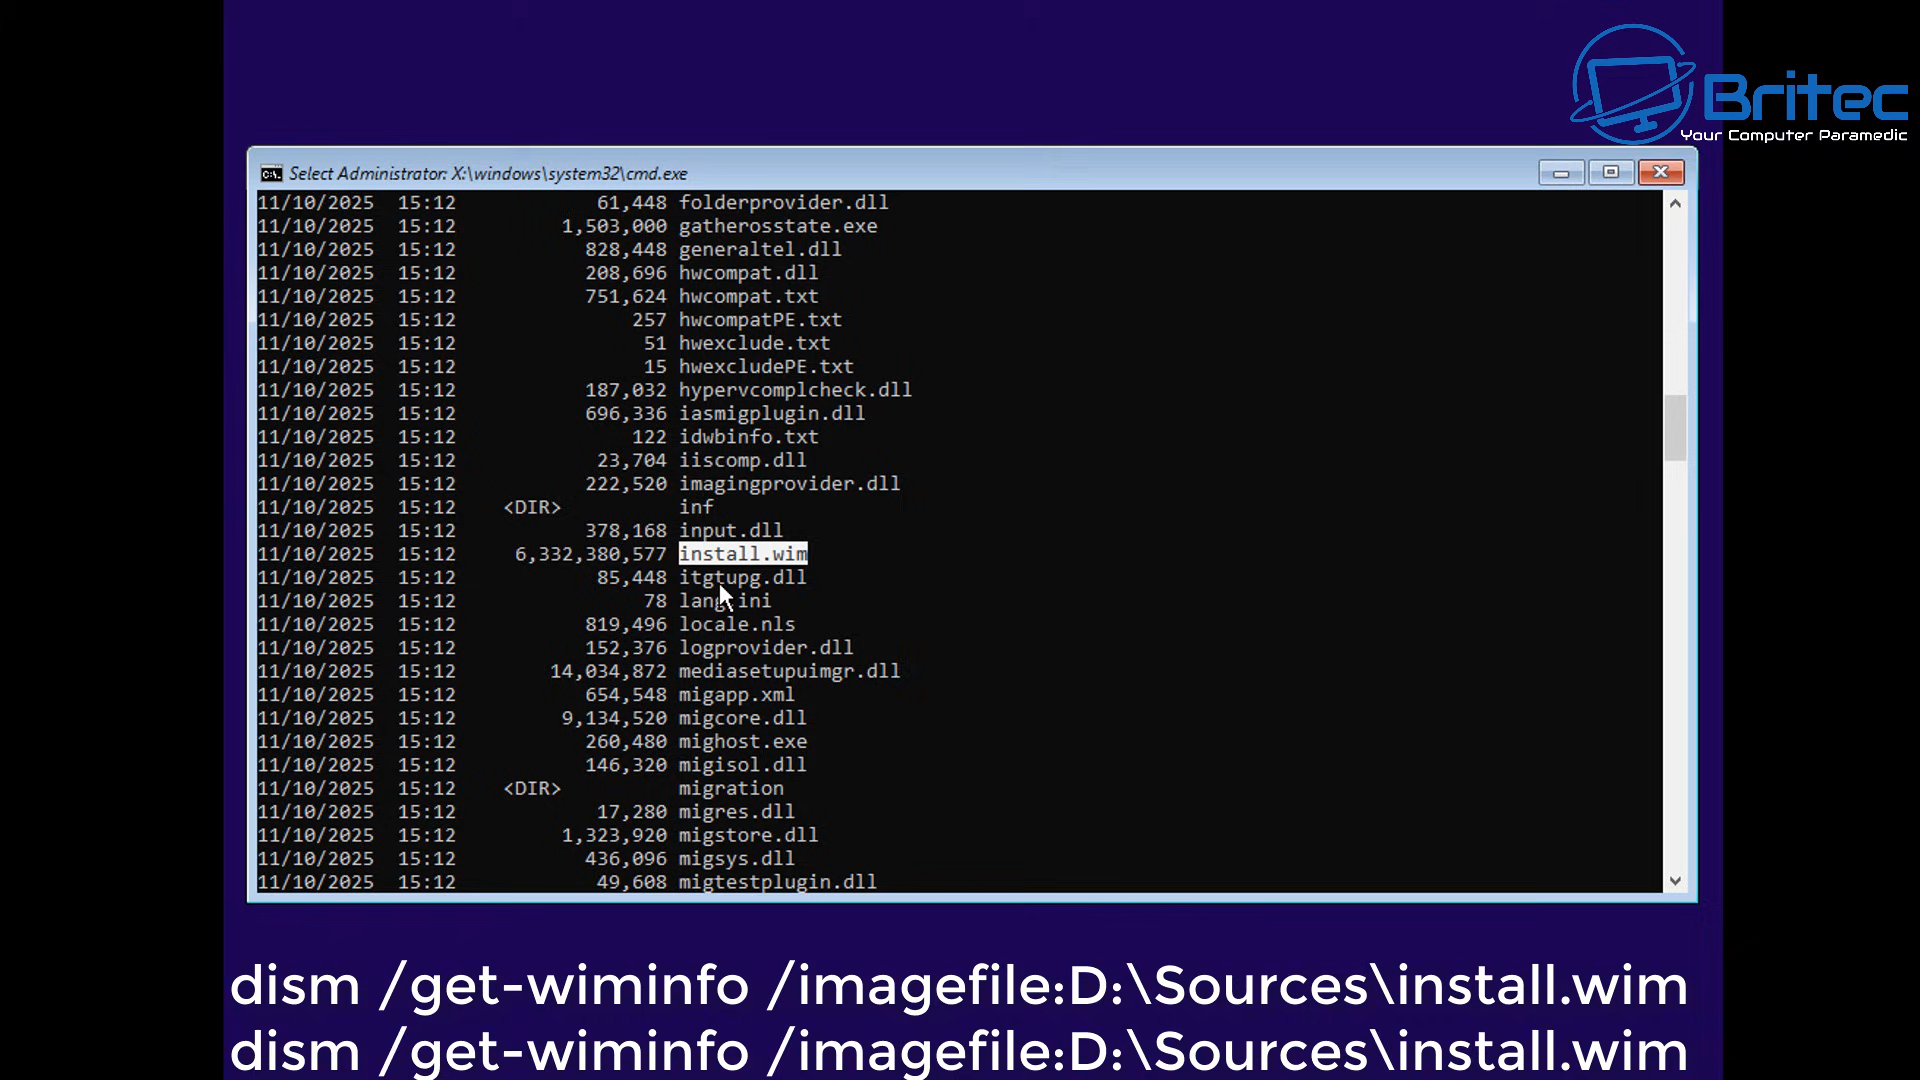 Britec
Your Computer Paramedic
Select Administrator: X:\windows\system32\cmd.exe
11/10/2025  15:12            61,448 folderprovider.dll
11/10/2025  15:12         1,503,000 gatherosstate.exe
11/10/2025  15:12           828,448 generaltel.dll
11/10/2025  15:12           208,696 hwcompat.dll
11/10/2025  15:12           751,624 hwcompat.txt
11/10/2025  15:12               257 hwcompatPE.txt
11/10/2025  15:12                51 hwexclude.txt
11/10/2025  15:12                15 hwexcludePE.txt
11/10/2025  15:12           187,032 hypervcomplcheck.dll
11/10/2025  15:12           696,336 iasmigplugin.dll
11/10/2025  15:12               122 idwbinfo.txt
11/10/2025  15:12            23,704 iiscomp.dll
11/10/2025  15:12           222,520 imagingprovider.dll
11/10/2025  15:12    <DIR>          inf
11/10/2025  15:12           378,168 input.dll
11/10/2025  15:12     6,332,380,577 install.wim
11/10/2025  15:12            85,448 itgtupg.dll
11/10/2025  15:12                78 lang.ini
11/10/2025  15:12           819,496 locale.nls
11/10/2025  15:12           152,376 logprovider.dll
11/10/2025  15:12        14,034,872 mediasetupuimgr.dll
11/10/2025  15:12           654,548 migapp.xml
11/10/2025  15:12         9,134,520 migcore.dll
11/10/2025  15:12           260,480 mighost.exe
11/10/2025  15:12           146,320 migisol.dll
11/10/2025  15:12    <DIR>          migration
11/10/2025  15:12            17,280 migres.dll
11/10/2025  15:12         1,323,920 migstore.dll
11/10/2025  15:12           436,096 migsys.dll
11/10/2025  15:12            49,608 migtestplugin.dll
dism /get-wiminfo /imagefile:D:\Sources\install.wim
dism /get-wiminfo /imagefile:D:\Sources\install.wim